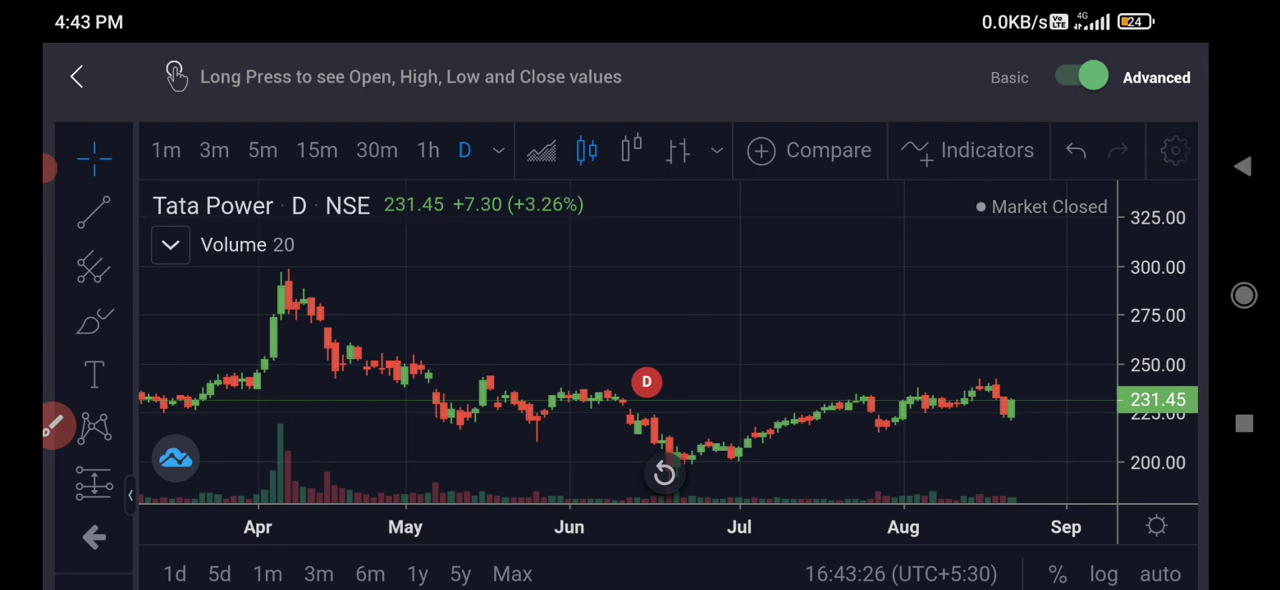 4:43 PM 0.0KB/s Vo LTE 4G 24
Long Press to see Open, High, Low and Close values Basic Advanced
1m 3m 5m 15m 30m 1h D Compare Indicators
Tata Power · D · NSE 231.45 +7.30 (+3.26%) Market Closed
Volume 20
325.00
300.00
275.00
250.00
231.45
225.00
200.00
D
T
Apr May Jun Jul Aug Sep
1d 5d 1m 3m 6m 1y 5y Max 16:43:26 (UTC+5:30) % log auto